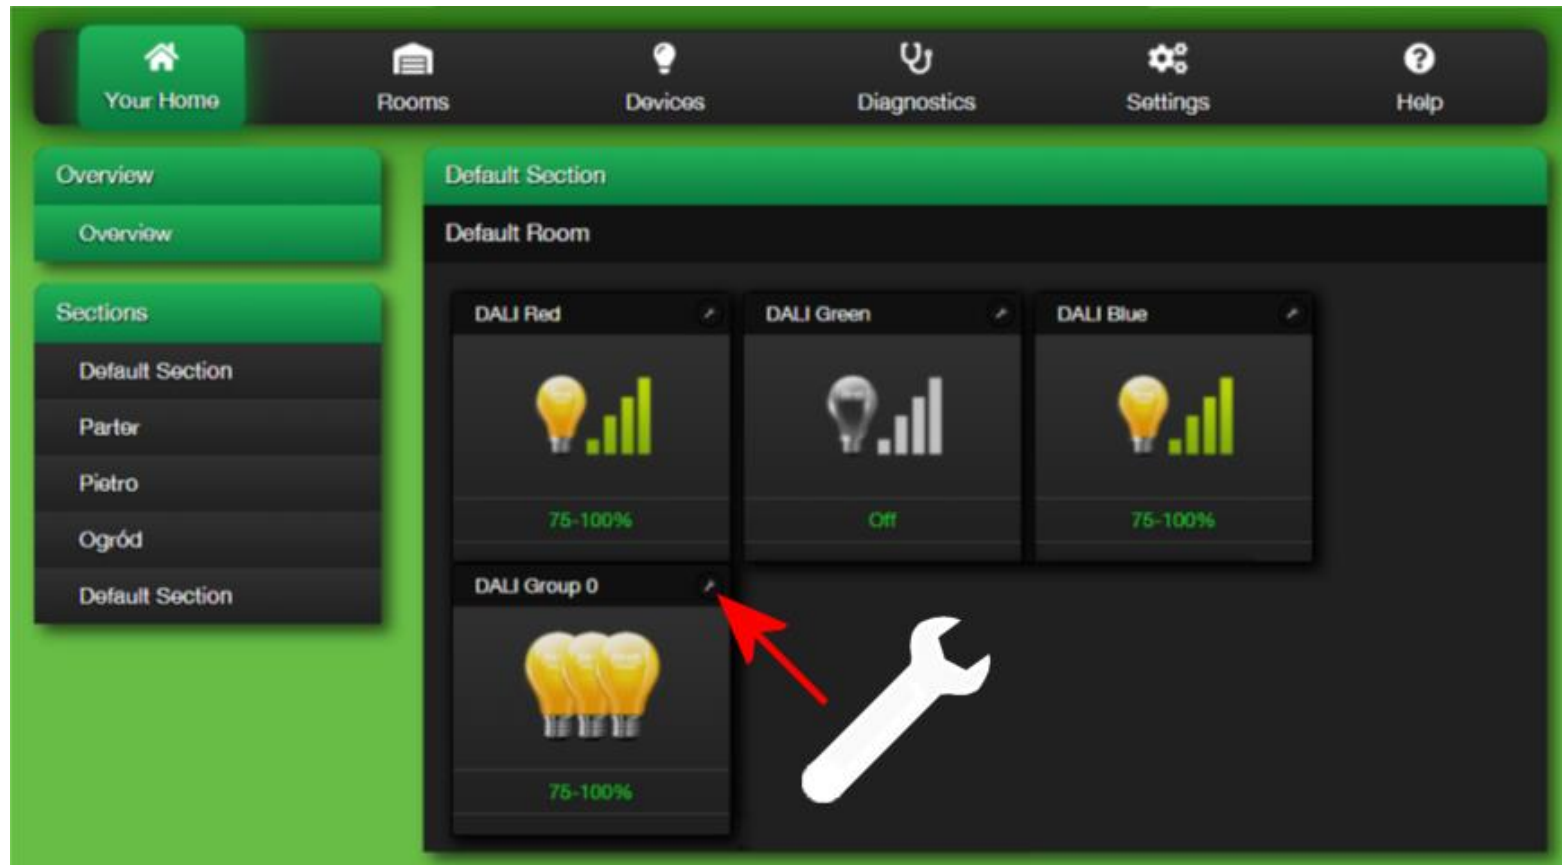 Your Home
Rooms
Devices
Diagnostics
Settings
Help
Overview
Overview
Sections
Default Section
Parter
Pietro
Ogród
Default Section
Default Section
Default Room
DALI Red
DALI Green
DALI Blue
75-100%
Off
75-100%
DALI Group 0
75-100%